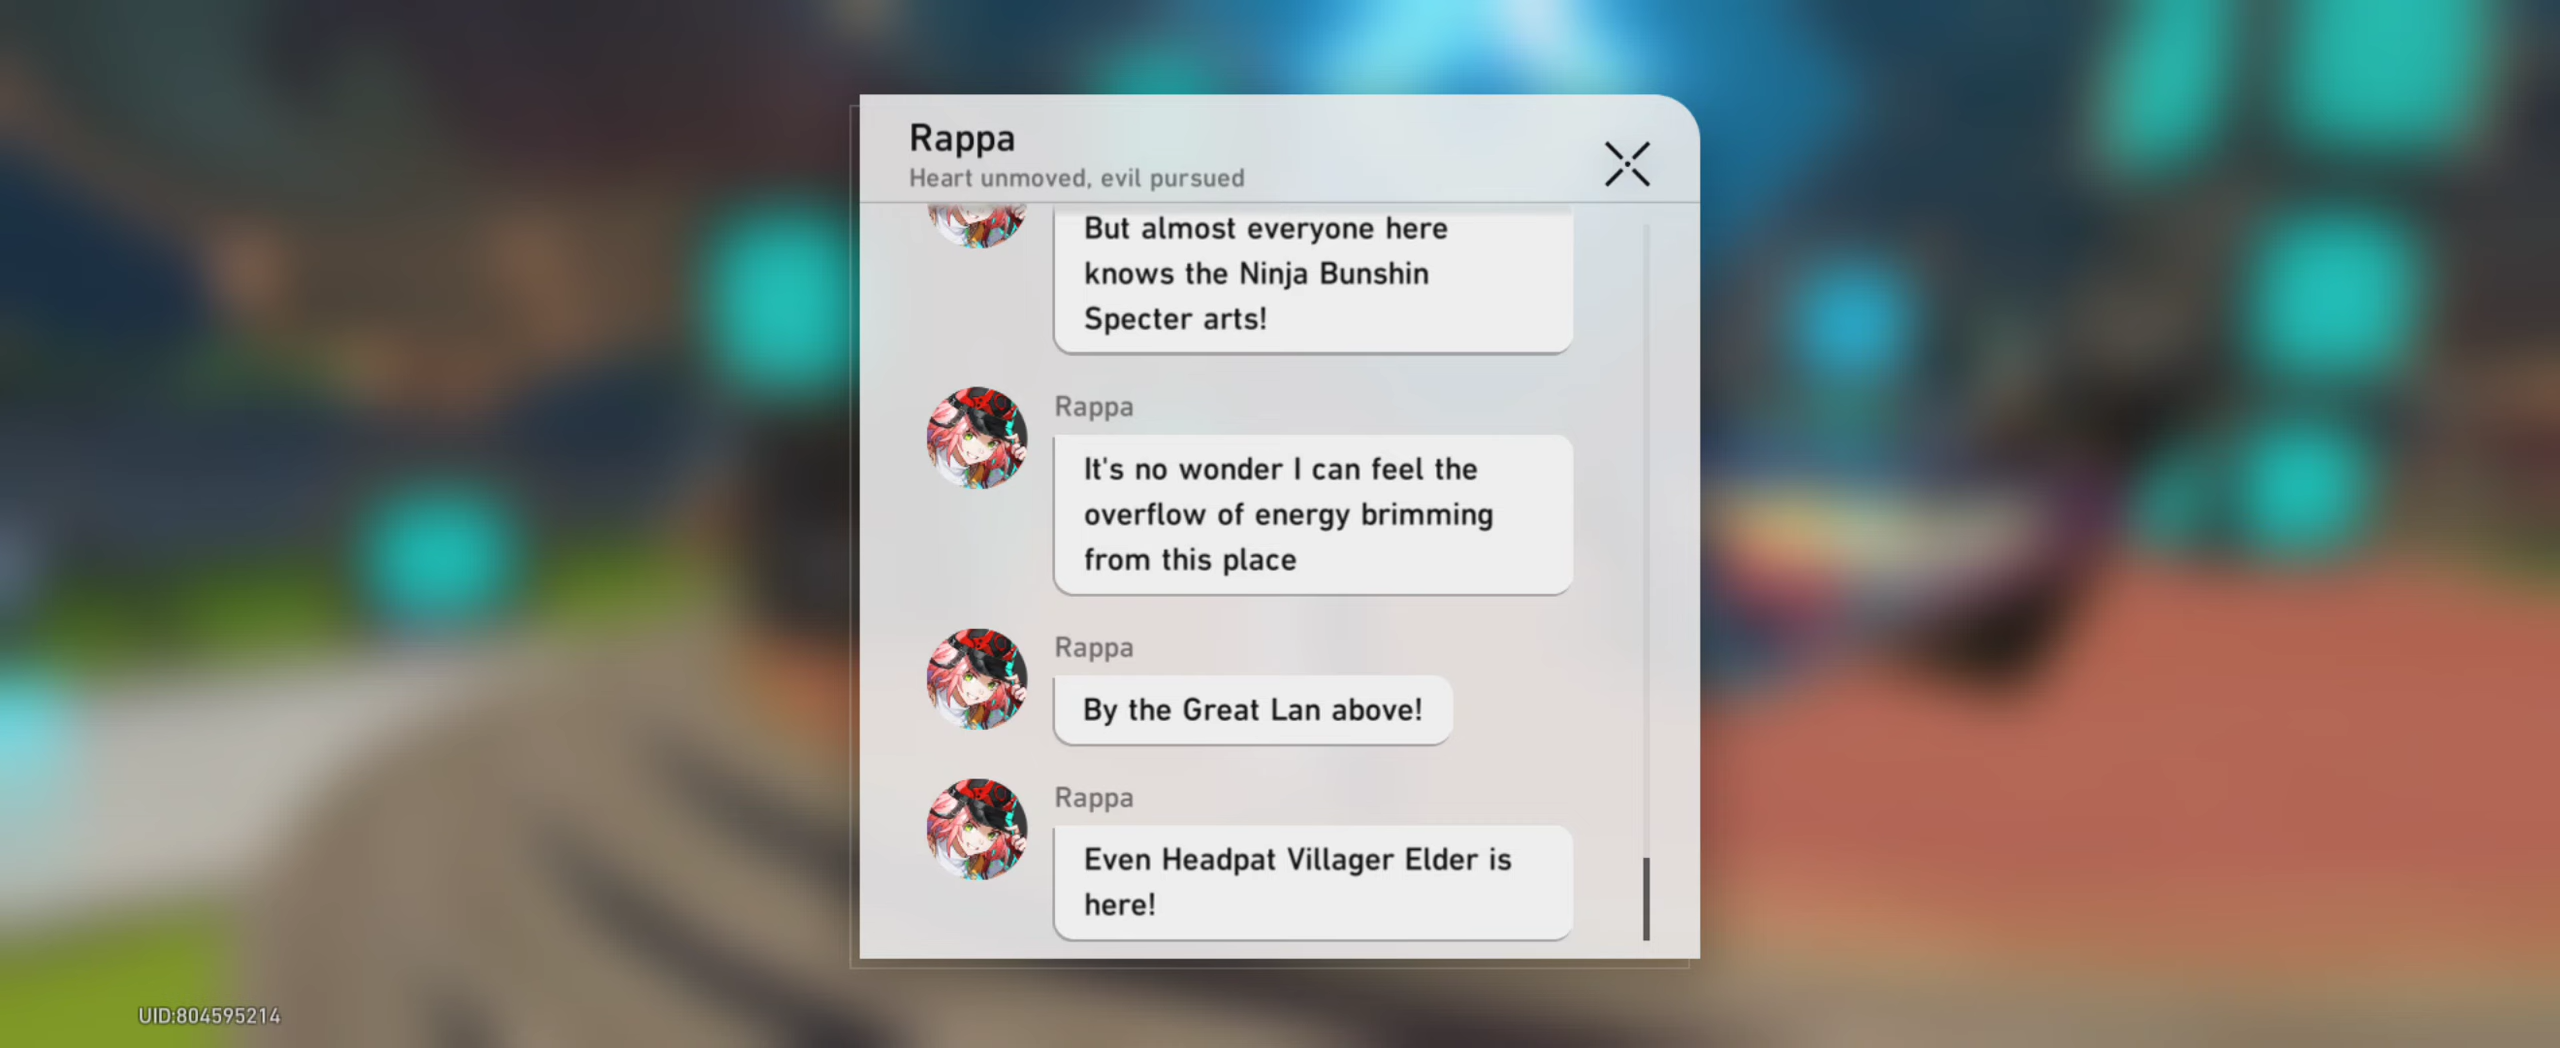 Rappa
Heart unmoved, evil pursued
But almost everyone here
knows the Ninja Bunshin
Specter arts!
Rappa
It's no wonder I can feel the
overflow of energy brimming
from this place
Rappa
By the Great Lan above!
Rappa
Even Headpat Villager Elder is
here!
UID:804595214